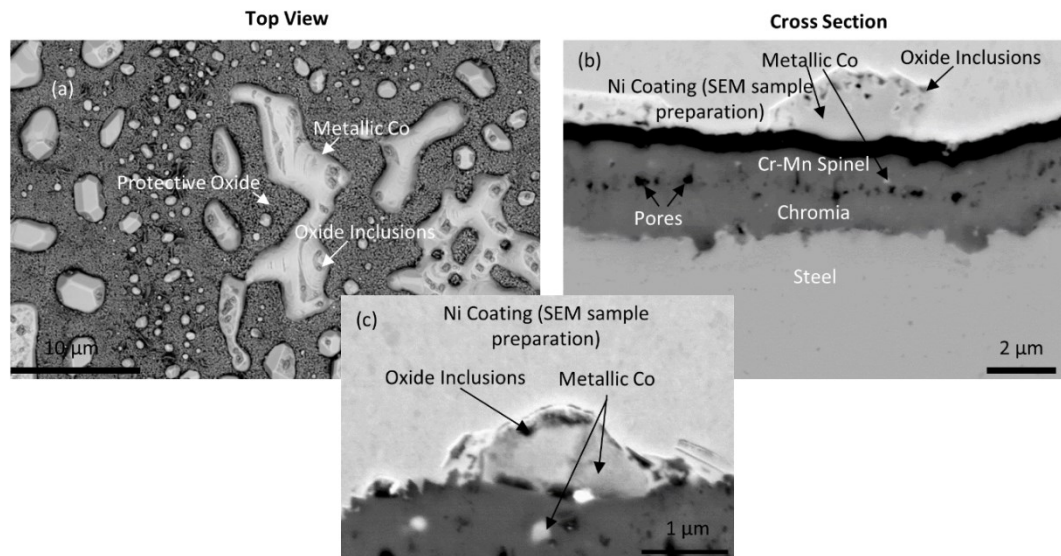 Top View
Cross Section
(a)
Metallic Co
Protective Oxide
Oxide Inclusions
10 µm
(b)
Metallic Co
Oxide Inclusions
Ni Coating (SEM sample
preparation)
Cr-Mn Spinel
Pores
Chromia
Steel
2 µm
(c)
Ni Coating (SEM sample
preparation)
Oxide Inclusions
Metallic Co
1 µm